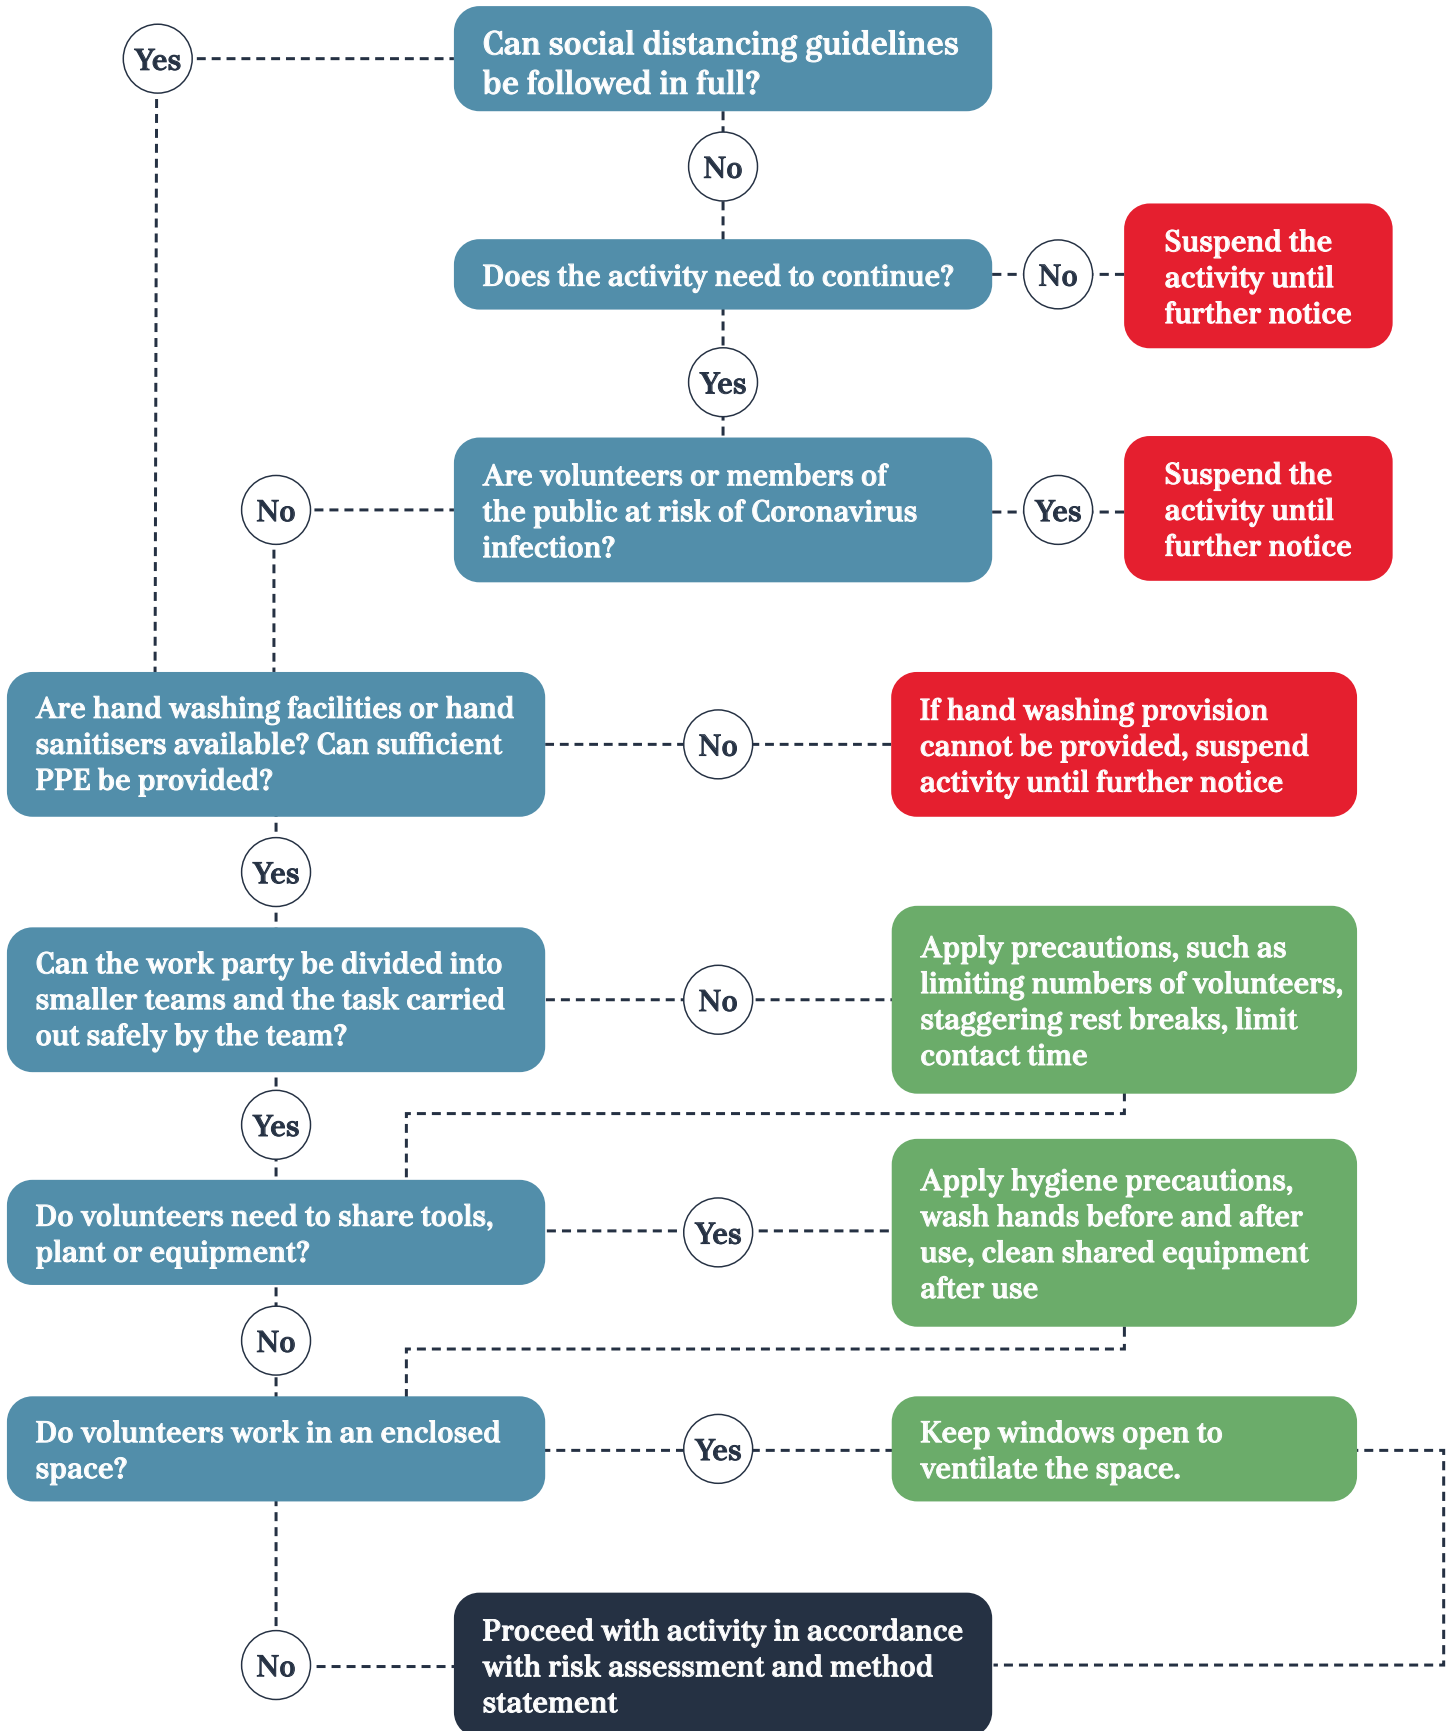 Can social distancing guidelines
be followed in full?
Yes
No
Does the activity need to continue?
No
Suspend the
activity until
further notice
Yes
Are volunteers or members of
the public at risk of Coronavirus
infection?
No
Yes
Suspend the
activity until
further notice
Are hand washing facilities or hand
sanitisers available? Can sufficient
PPE be provided?
No
If hand washing provision
cannot be provided, suspend
activity until further notice
Yes
Can the work party be divided into
smaller teams and the task carried
out safely by the team?
No
Apply precautions, such as
limiting numbers of volunteers,
staggering rest breaks, limit
contact time
Yes
Do volunteers need to share tools,
plant or equipment?
Yes
Apply hygiene precautions,
wash hands before and after
use, clean shared equipment
after use
No
Do volunteers work in an enclosed
space?
Yes
Keep windows open to
ventilate the space.
No
Proceed with activity in accordance
with risk assessment and method
statement